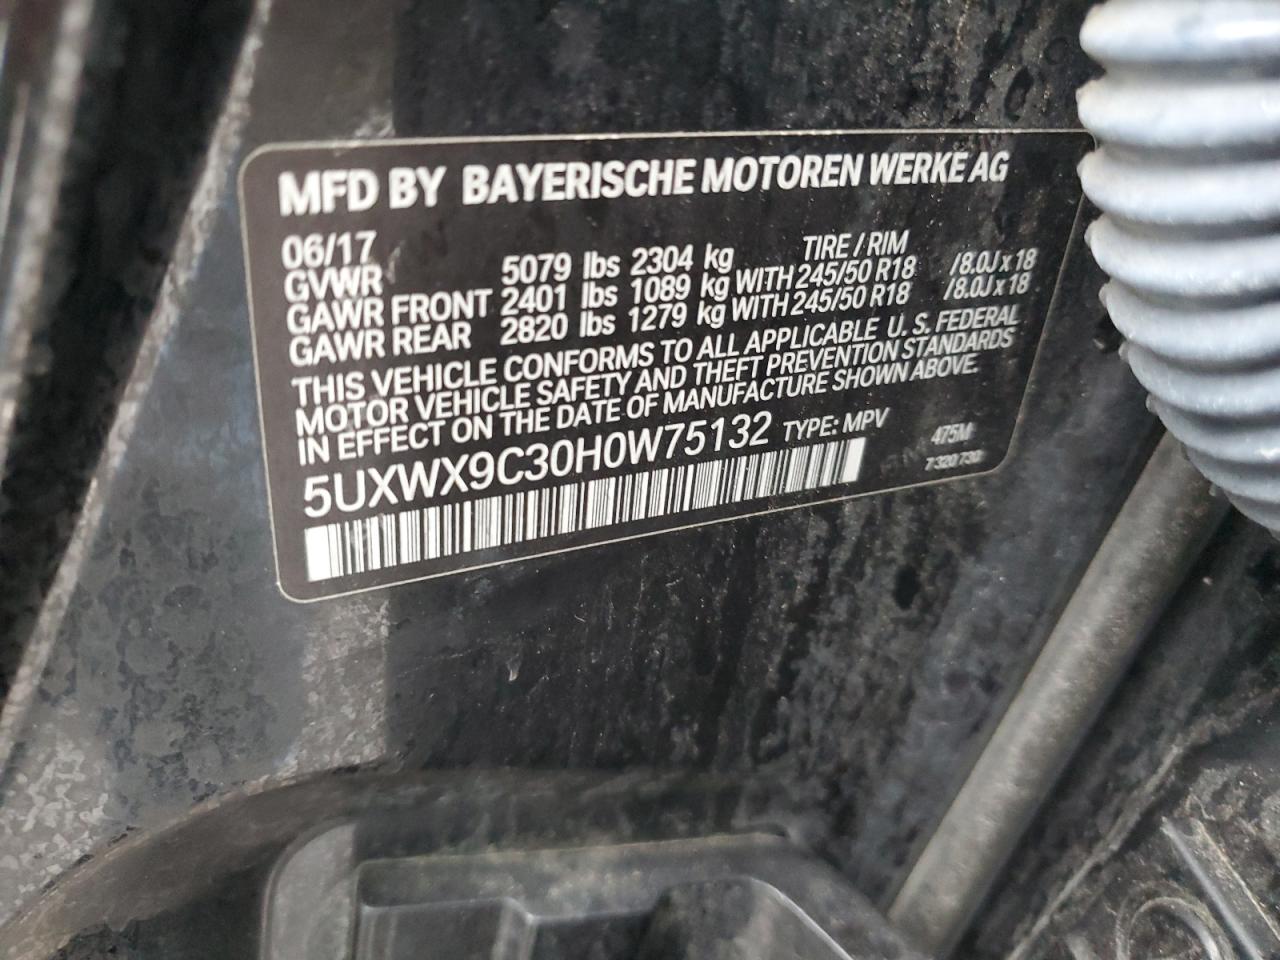 MFD BY BAYERISCHE MOTOREN WERKE AG
06/17 TIRE / RIM
GVWR 5079 lbs 2304 kg
GAWR FRONT 2401 lbs 1089 kg WITH 245/50 R18 /8.0J x 18
GAWR REAR 2820 lbs 1279 kg WITH 245/50 R18 /8.0J x 18
THIS VEHICLE CONFORMS TO ALL APPLICABLE U. S. FEDERAL
MOTOR VEHICLE SAFETY AND THEFT PREVENTION STANDARDS
IN EFFECT ON THE DATE OF MANUFACTURE SHOWN ABOVE.
5UXWX9C30H0W75132 TYPE: MPV 475M
7 320 730